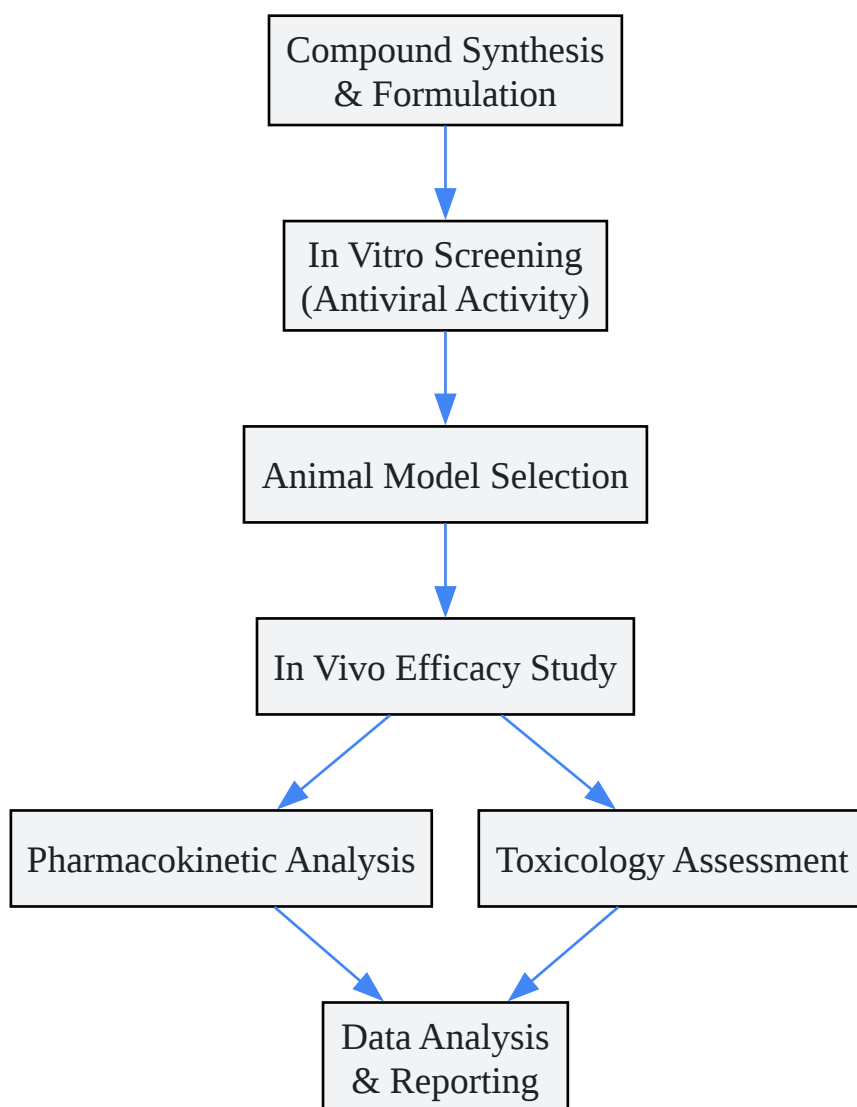 Compound Synthesis
& Formulation
In Vitro Screening
(Antiviral Activity)
Animal Model Selection
In Vivo Efficacy Study
Pharmacokinetic Analysis
Toxicology Assessment
Data Analysis
& Reporting